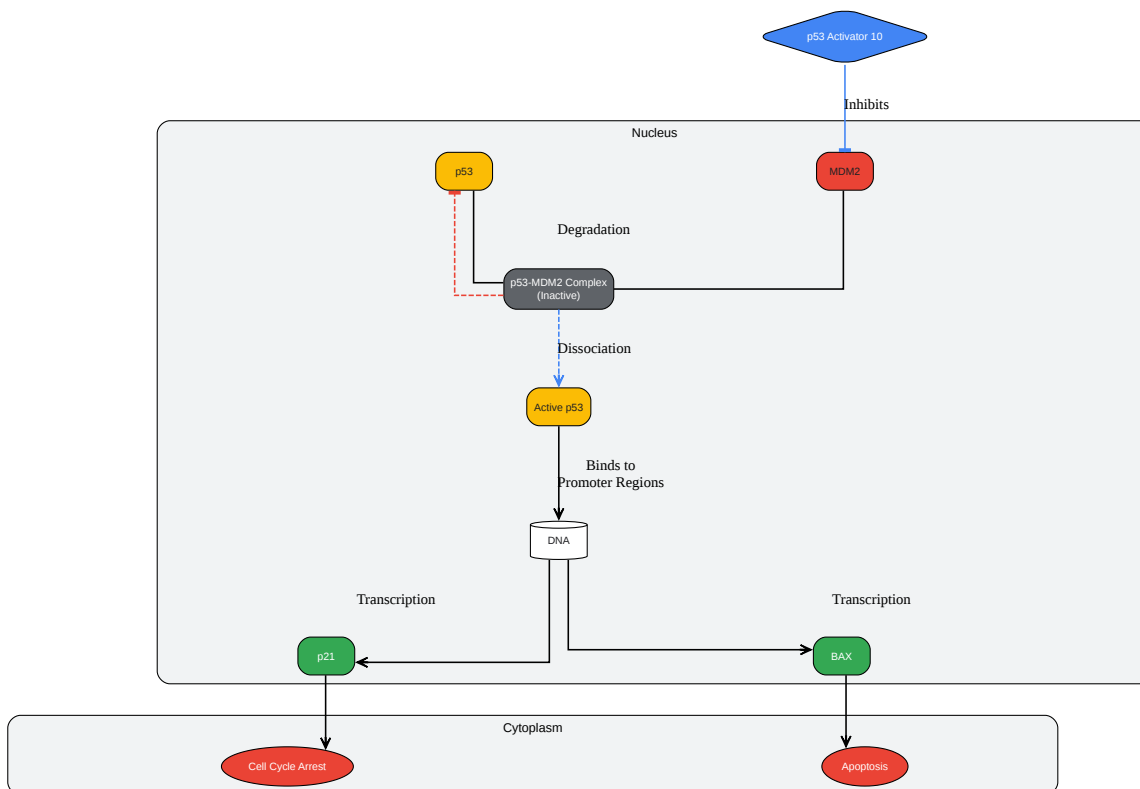 p53 Activator 10
Inhibits
Nucleus
p53
MDM2
Degradation
p53-MDM2 Complex
(Inactive)
Dissociation
Active p53
Binds to
Promoter Regions
DNA
Transcription
Transcription
p21
BAX
Cytoplasm
Cell Cycle Arrest
Apoptosis